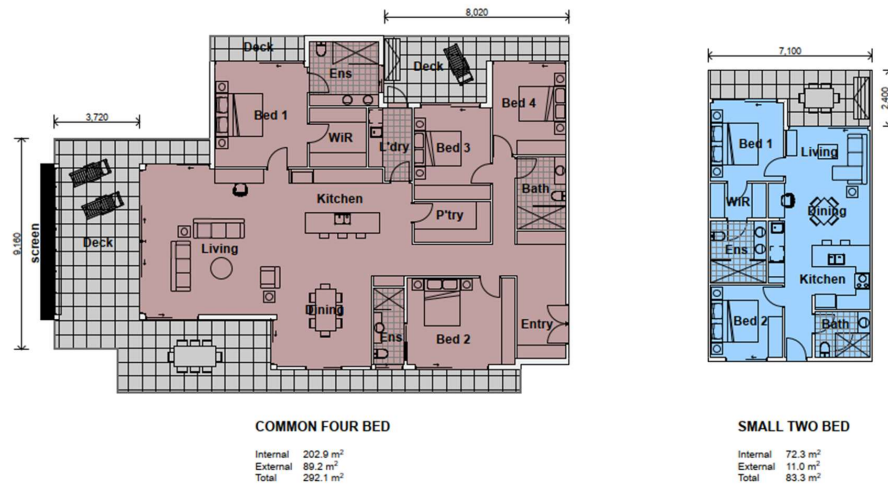 8,020
7,100
Deck
Ens
Deck
2,400
Bed 1
Bed 4
3,720
WiR
L'dry
Bed 3
Bed 1
Living
Kitchen
Bath
WiR
P'try
Dining
9,160
screen
Deck
Living
Ens
Kitchen
Dining
Ens
Bed 2
Entry
Bed 2
Bath
COMMON FOUR BED
Internal 202.9 m²
External 89.2 m²
Total 292.1 m²
SMALL TWO BED
Internal 72.3 m²
External 11.0 m²
Total 83.3 m²